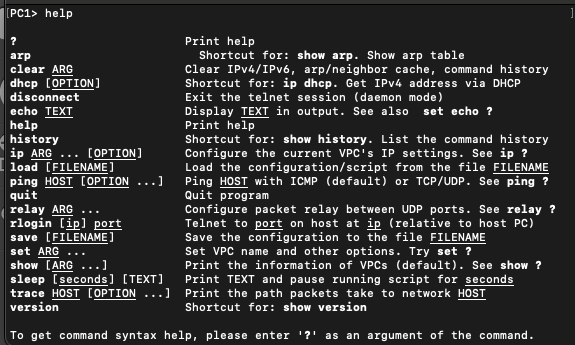 [PC1> help
?                         Print help
arp                         Shortcut for: show arp. Show arp table
clear ARG                 Clear IPv4/IPv6, arp/neighbor cache, command history
dhcp [OPTION]             Shortcut for: ip dhcp. Get IPv4 address via DHCP
disconnect                Exit the telnet session (daemon mode)
echo TEXT                 Display TEXT in output. See also  set echo ?
help                      Print help
history                   Shortcut for: show history. List the command history
ip ARG ... [OPTION]       Configure the current VPC's IP settings. See ip ?
load [FILENAME]           Load the configuration/script from the file FILENAME
ping HOST [OPTION ...]    Ping HOST with ICMP (default) or TCP/UDP. See ping ?
quit                      Quit program
relay ARG ...             Configure packet relay between UDP ports. See relay ?
rlogin [ip] port          Telnet to port on host at ip (relative to host PC)
save [FILENAME]           Save the configuration to the file FILENAME
set ARG ...               Set VPC name and other options. Try set ?
show [ARG ...]            Print the information of VPCs (default). See show ?
sleep [seconds] [TEXT]    Print TEXT and pause running script for seconds
trace HOST [OPTION ...]   Print the path packets take to network HOST
version                   Shortcut for: show version
To get command syntax help, please enter '?' as an argument of the command.